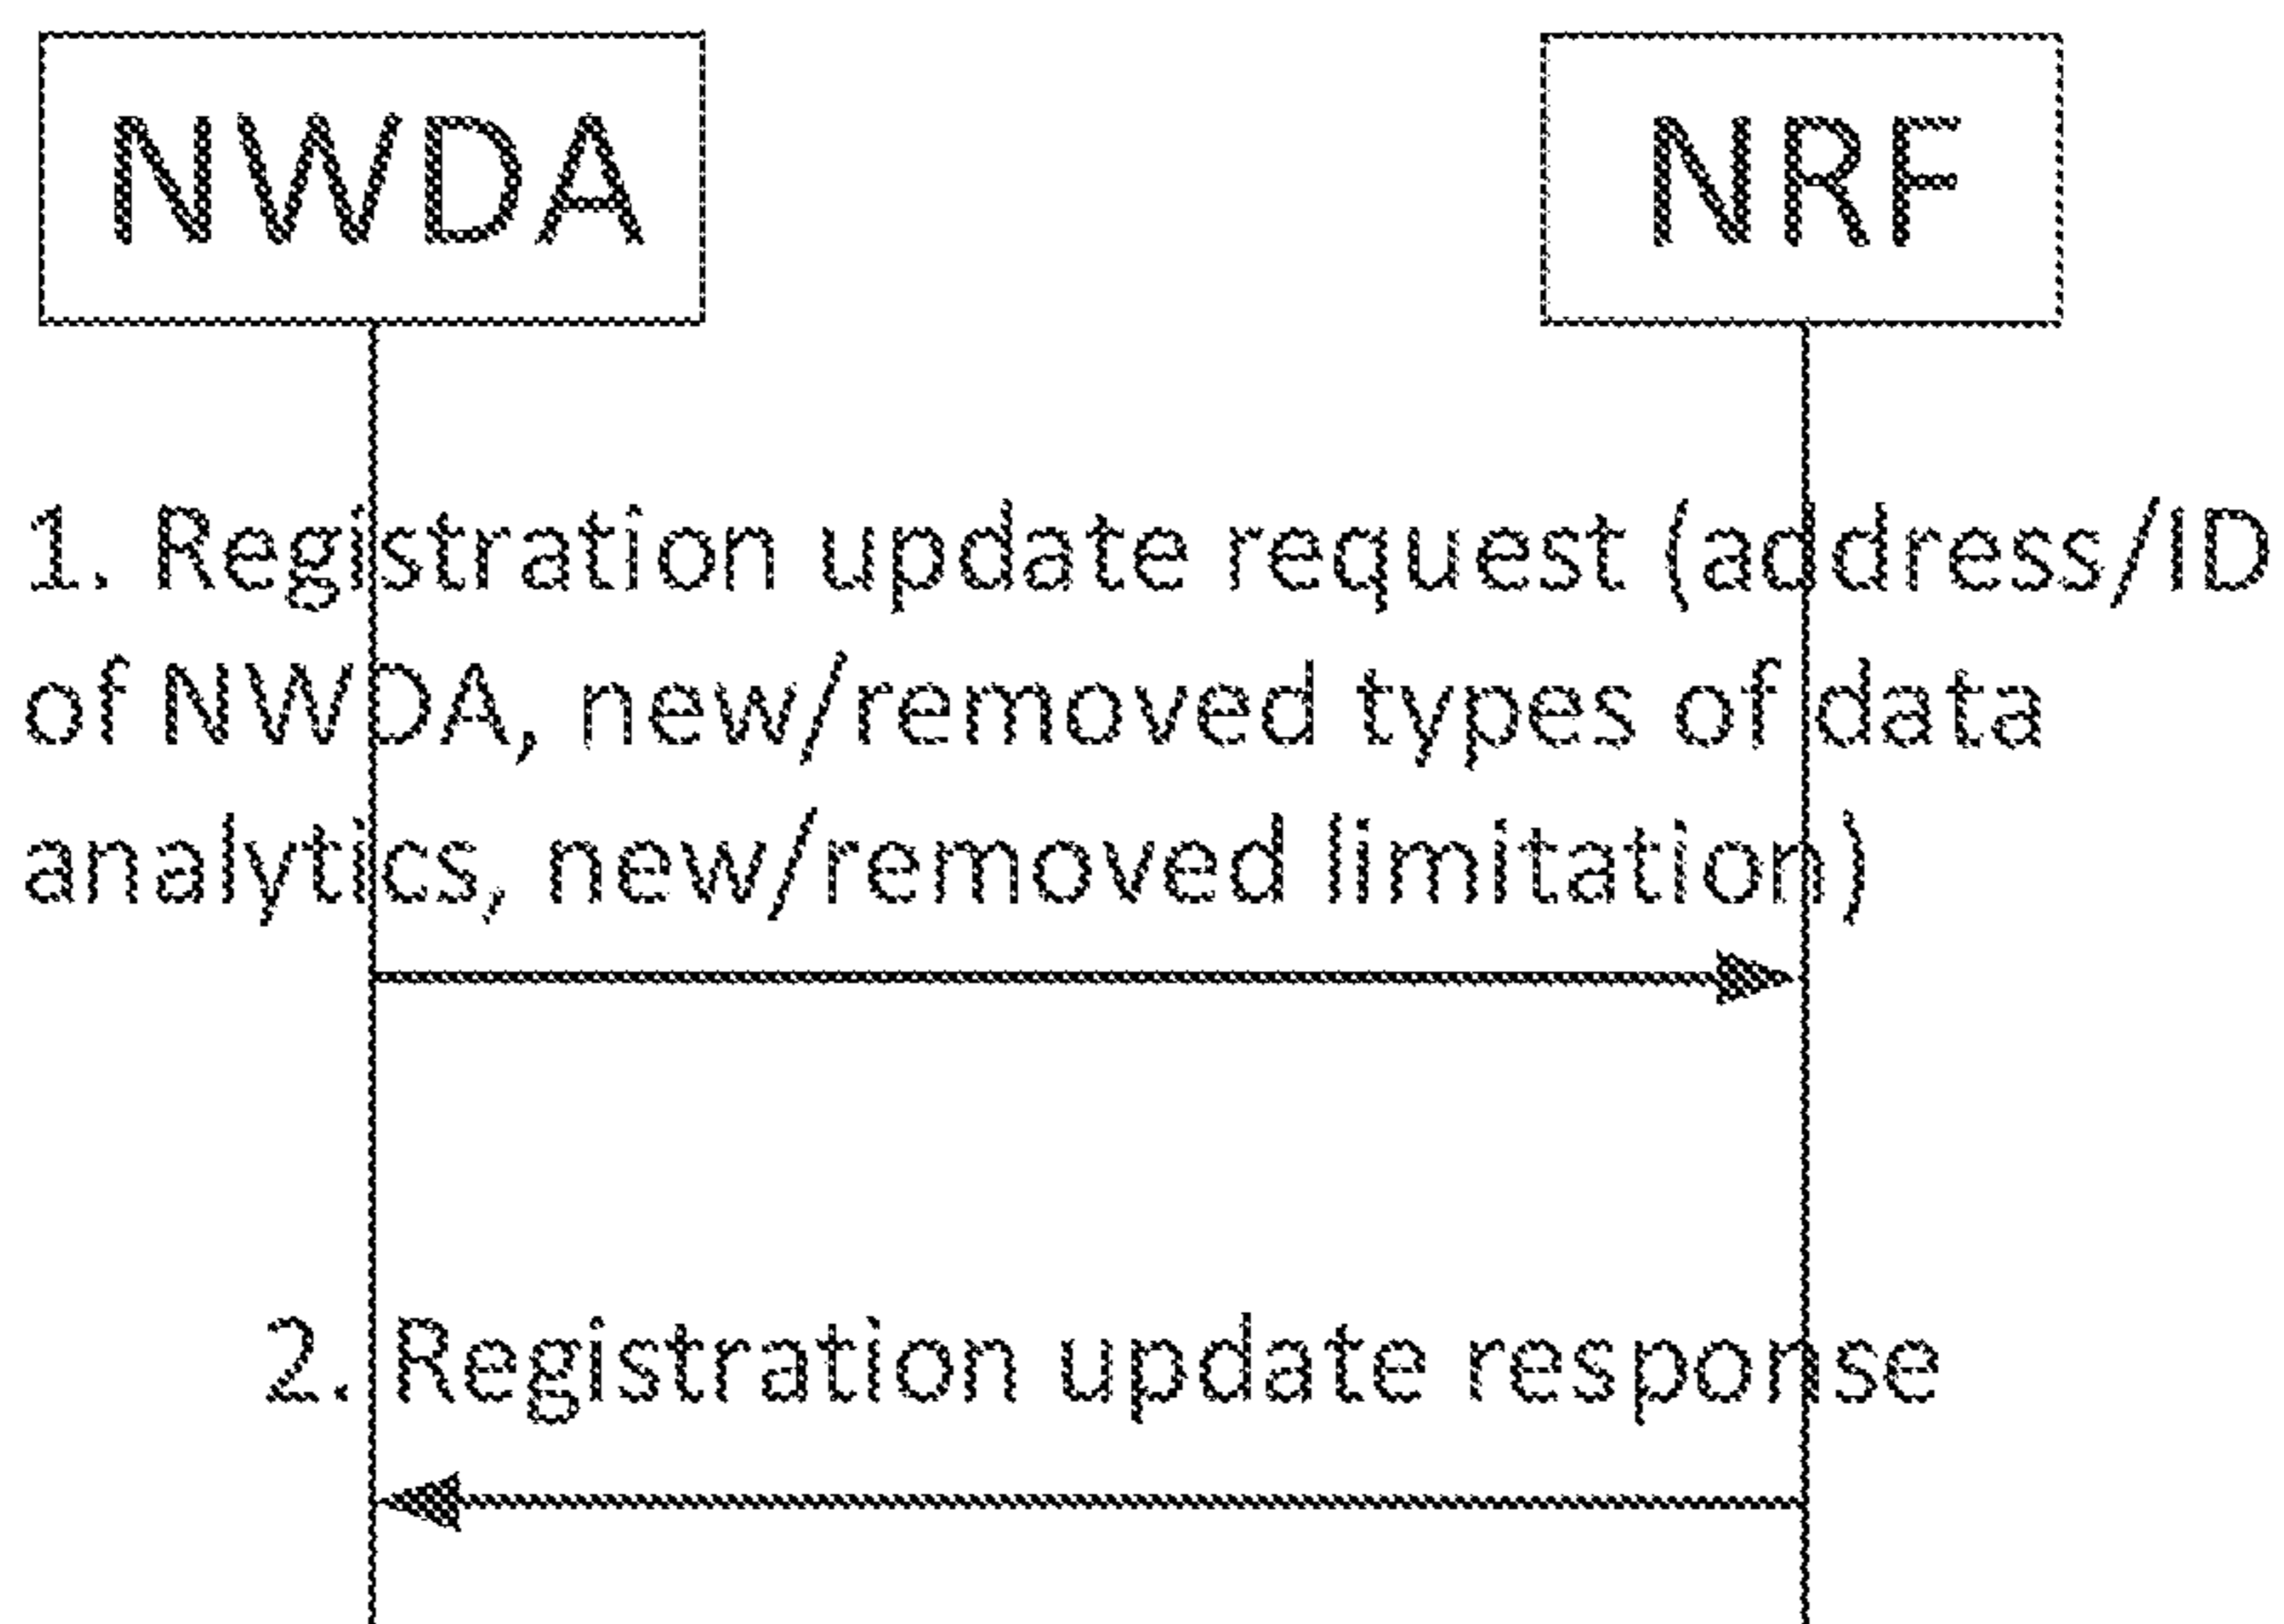 NWDA
NRF
1. Registration update request (address/ID
of NWDA, new/removed types of data
analytics, new/removed limitation)
2. Registration update response